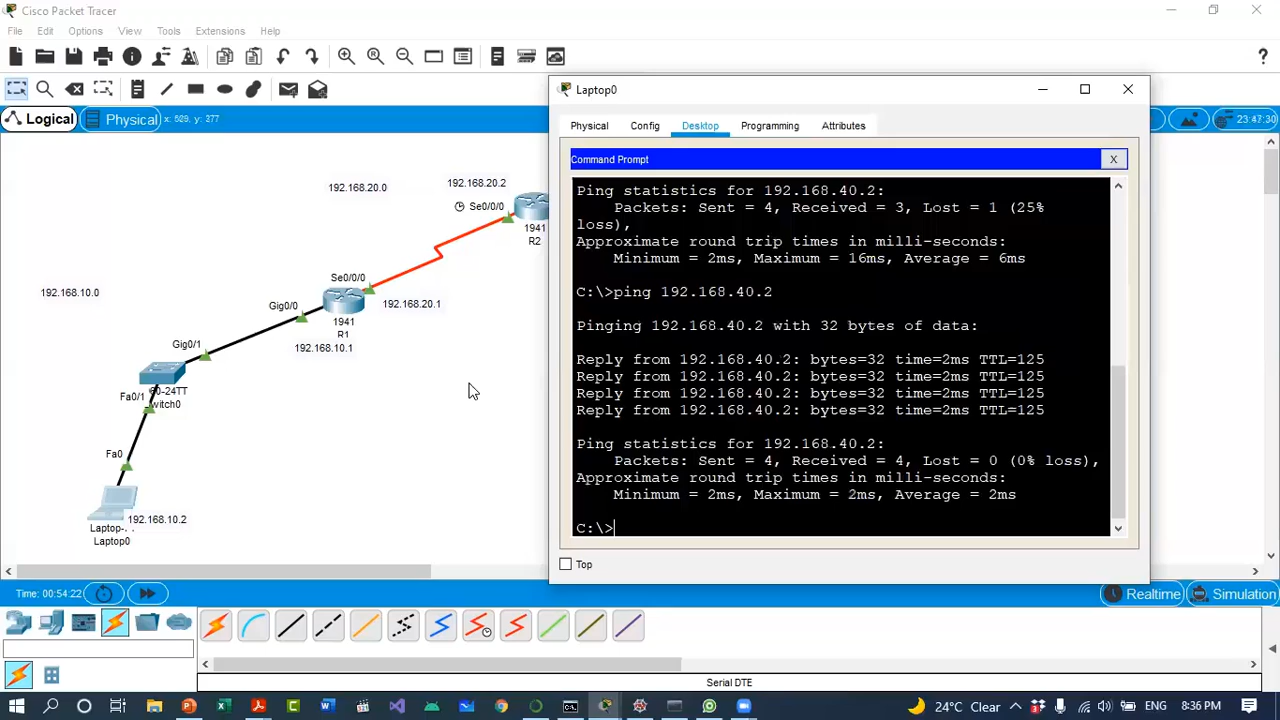 Cisco Packet Tracer
File Edit Options View Tools Extensions Help
Logical Physical x: 529, y: 277
23:47:30
192.168.20.0
192.168.20.2
Se0/0/0
1941
R2
Se0/0/0
192.168.20.1
192.168.10.0
Gig0/0
1941
R1
192.168.10.1
Gig0/1
60-24TT
witch0
Fa0/1
Fa0
192.168.10.2
Laptop-
Laptop0
Laptop0
Physical Config Desktop Programming Attributes
Command Prompt
X
Ping statistics for 192.168.40.2:
Packets: Sent = 4, Received = 3, Lost = 1 (25%
loss),
Approximate round trip times in milli-seconds:
Minimum = 2ms, Maximum = 16ms, Average = 6ms
C:\>ping 192.168.40.2
Pinging 192.168.40.2 with 32 bytes of data:
Reply from 192.168.40.2: bytes=32 time=2ms TTL=125
Reply from 192.168.40.2: bytes=32 time=2ms TTL=125
Reply from 192.168.40.2: bytes=32 time=2ms TTL=125
Reply from 192.168.40.2: bytes=32 time=2ms TTL=125
Ping statistics for 192.168.40.2:
Packets: Sent = 4, Received = 4, Lost = 0 (0% loss),
Approximate round trip times in milli-seconds:
Minimum = 2ms, Maximum = 2ms, Average = 2ms
C:\>
Top
Time: 00:54:22
Realtime Simulation
Serial DTE
24°C Clear ENG 8:36 PM